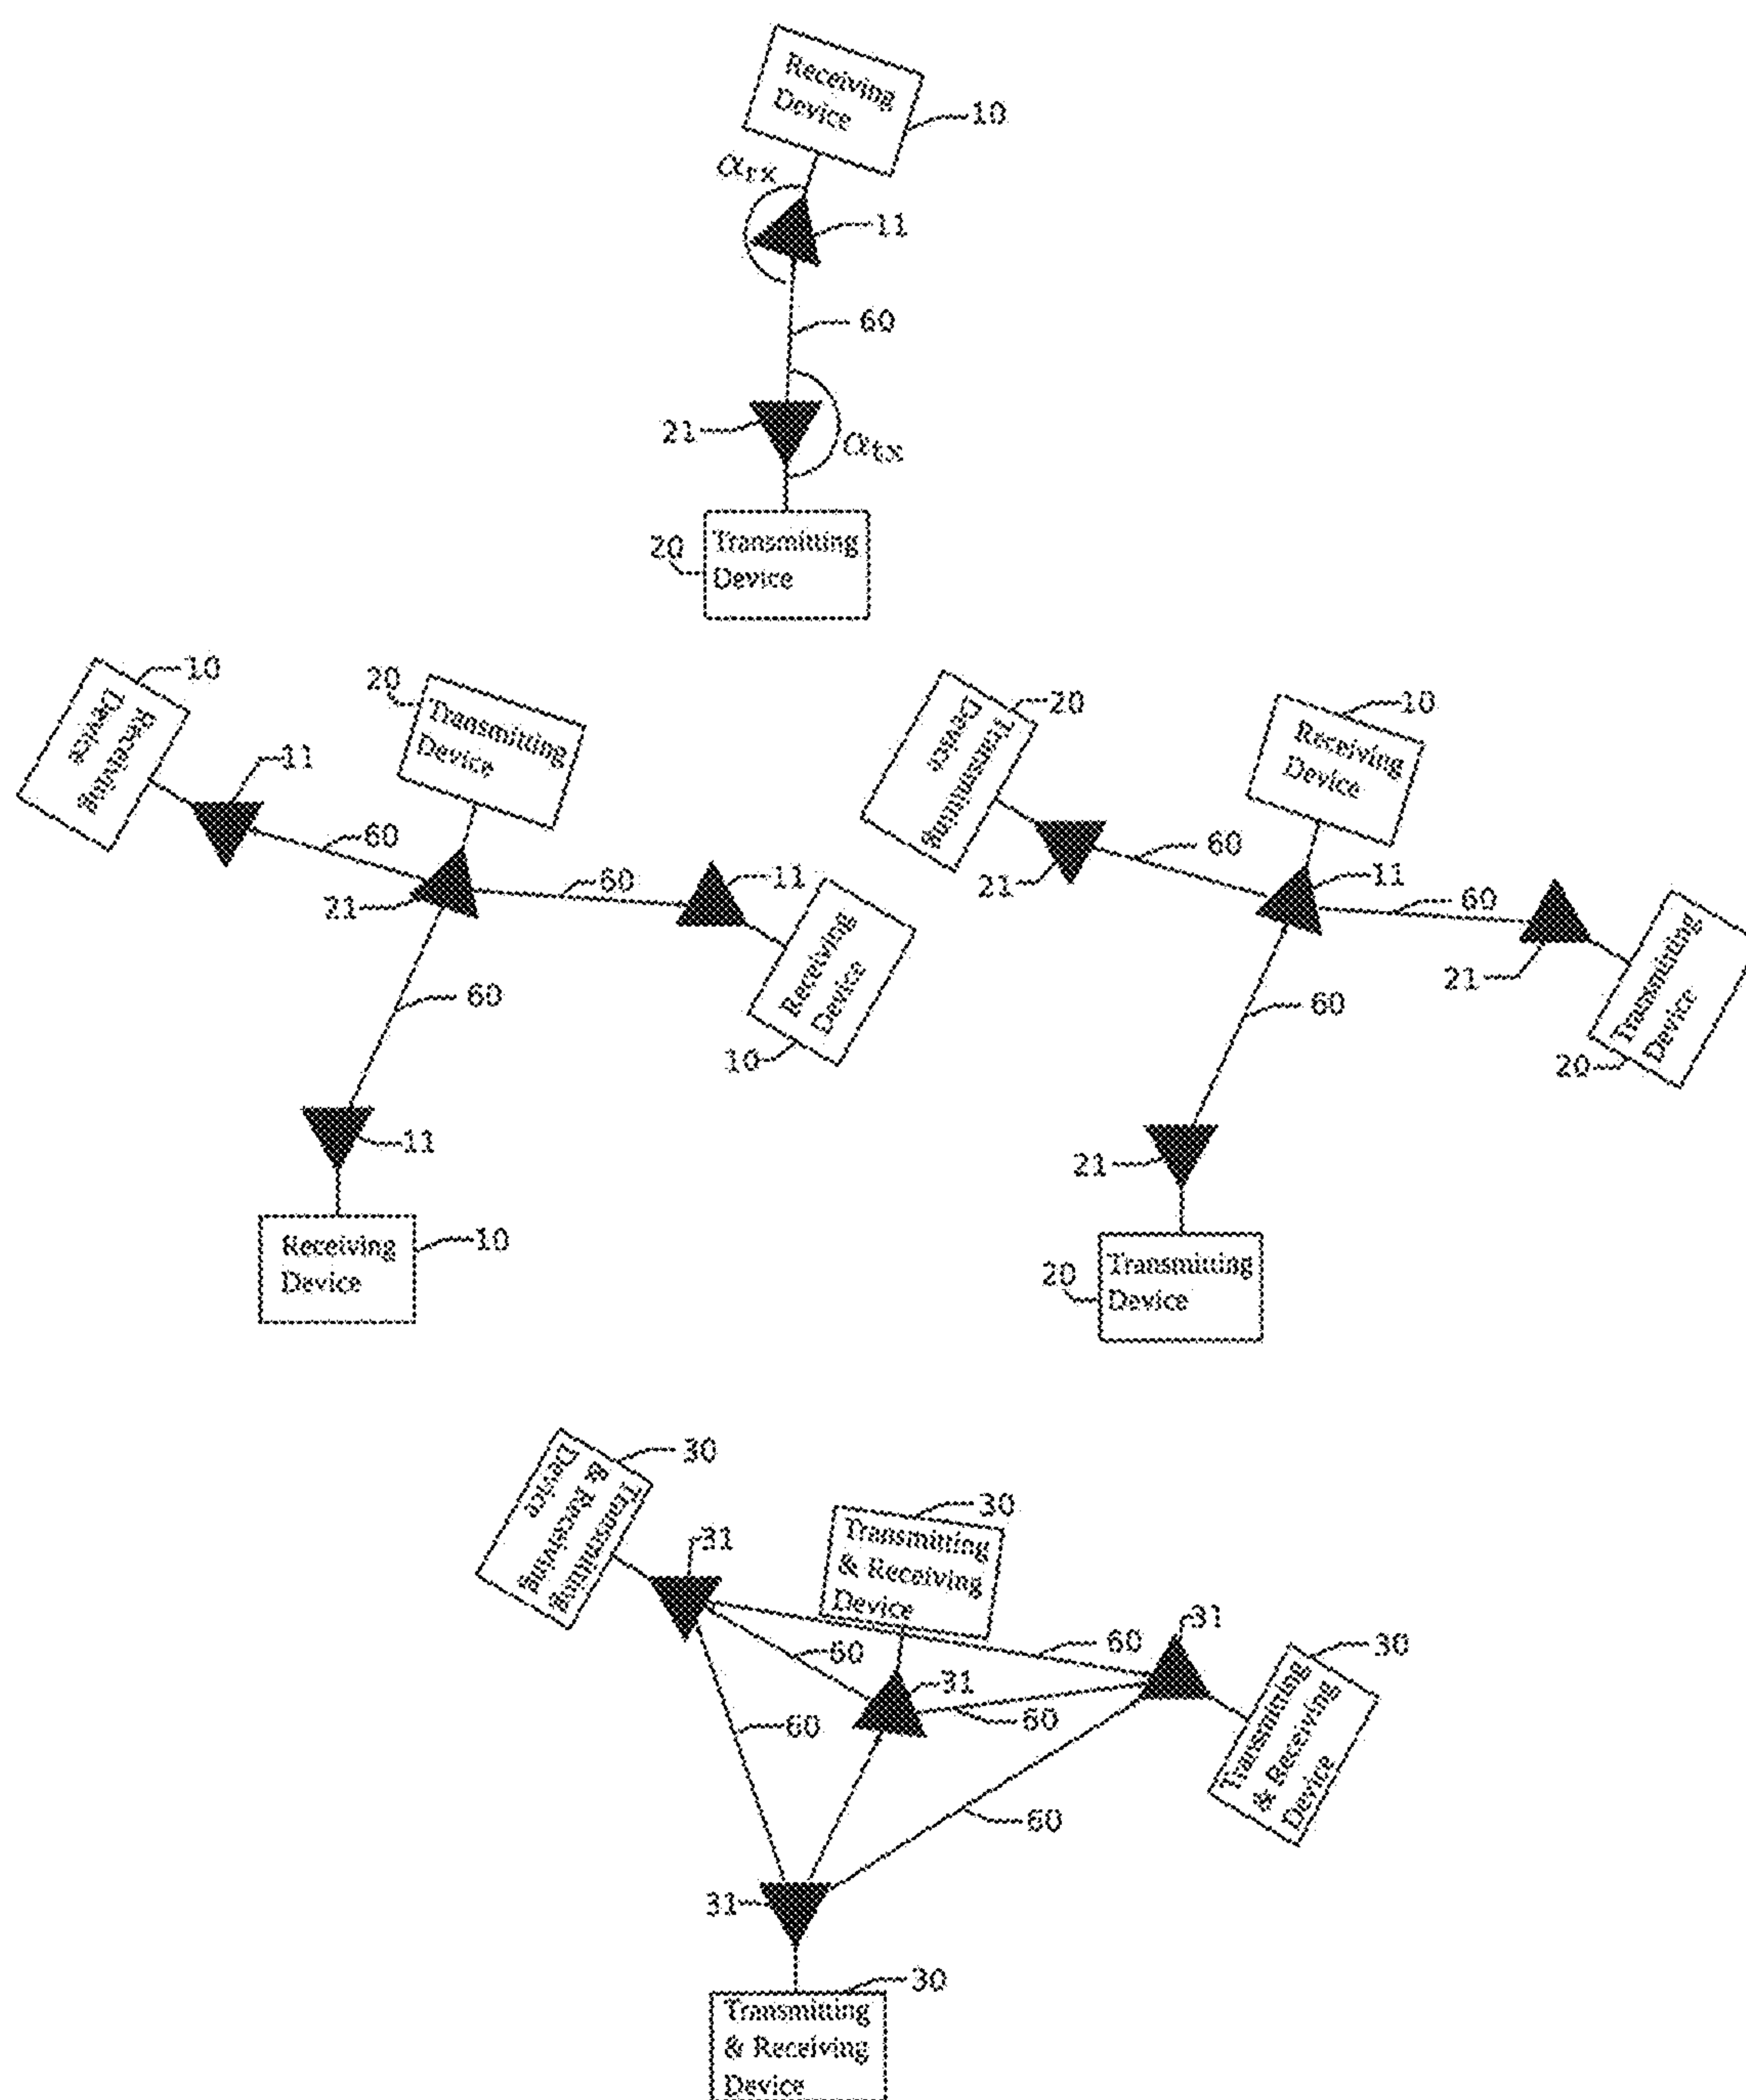 Receiving
Device
10
αrx
11
60
21
αtx
20
Transmitting
Device
10
Receiving
Device
20
Transmitting
Device
11
60
21
60
11
Receiving
Device
10
60
11
Receiving
Device
10
20
Transmitting
Device
10
Receiving
Device
60
21
11
60
21
Transmitting
Device
20
60
21
20
Transmitting
Device
30
Transmitting
& Receiving
Device
30
Transmitting
& Receiving
Device
31
31
60
60
31
30
Transmitting
& Receiving
Device
60
60
60
31
30
Transmitting
& Receiving
Device